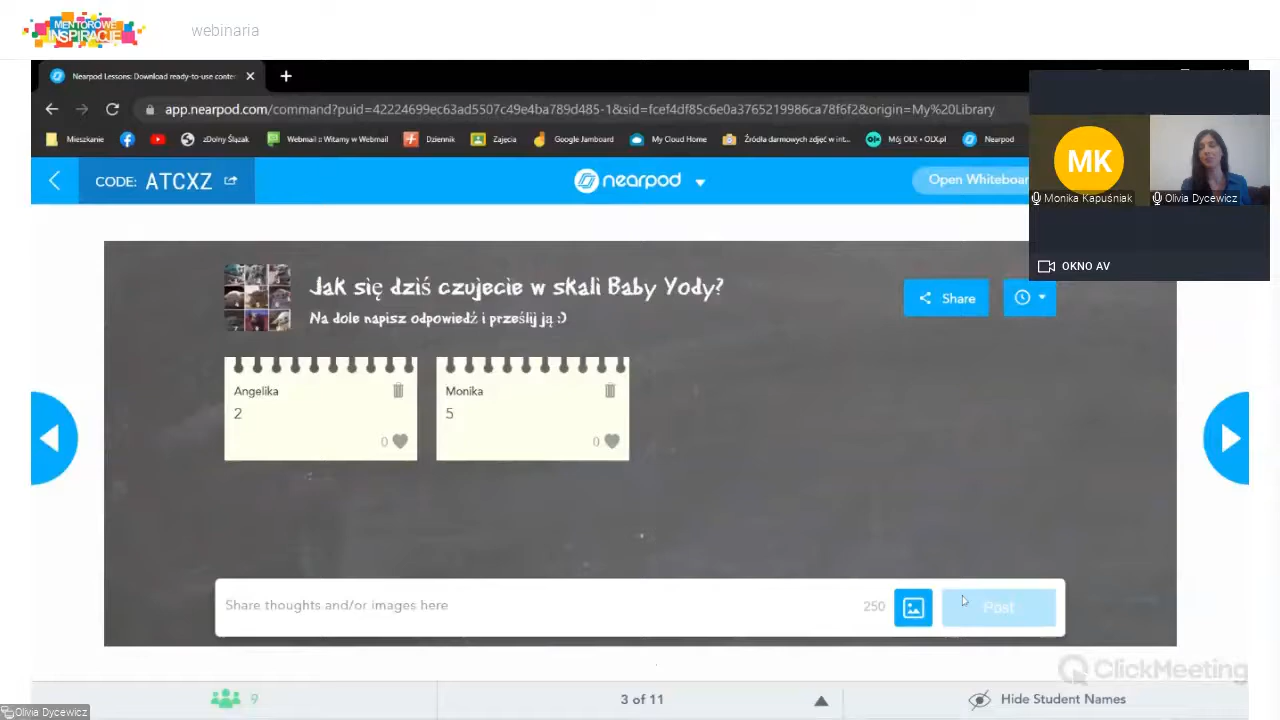 MENTOROWE
INSPIRACJE
webinaria
Nearpod Lessons: Download ready-to-use conte
app.nearpod.com/command?puid=42224699ec63ad5507c49e4ba789d485-1&sid=fcef4df85c6e0a3765219986ca78f6f2&origin=My%20Library
Mieszkanie
zDolny Ślązak
Webmail :: Witamy w Webmail
Dziennik
Zajęcia
Google Jamboard
My Cloud Home
Źródła darmowych zdjęć w int...
Mój OLX • OLX.pl
Nearpod
CODE: ATCXZ
nearpod
Open Whiteboar
MK
Monika Kapuśniak
Olivia Dycewicz
OKNO AV
Jak się dziś czujecie w skali Baby Yody?
Na dole napisz odpowiedź i prześlij ją :)
Share
Angelika
2
0
Monika
5
0
Share thoughts and/or images here
250
Post
ClickMeeting
9
3 of 11
Hide Student Names
Olivia Dycewicz